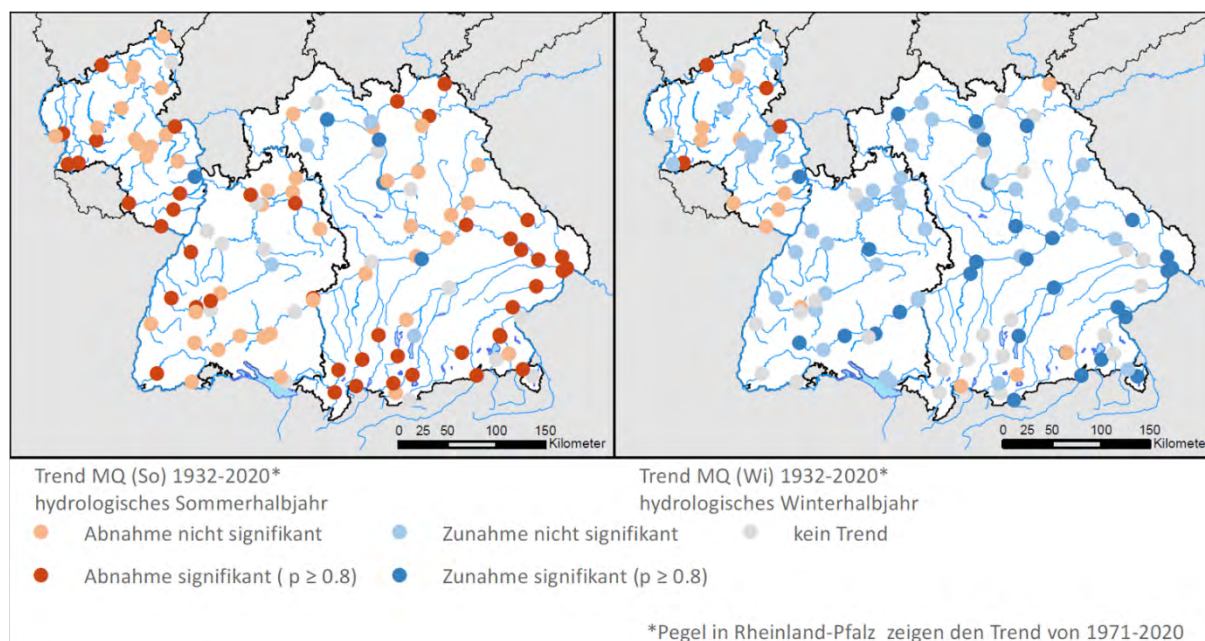 0 25 50 100 150
Kilometer
0 25 50 100 150
Kilometer
Trend MQ (So) 1932-2020*
hydrologisches Sommerhalbjahr
Trend MQ (Wi) 1932-2020*
hydrologisches Winterhalbjahr
Abnahme nicht signifikant
Zunahme nicht signifikant
kein Trend
Abnahme signifikant ( p ≥ 0.8)
Zunahme signifikant (p ≥ 0.8)
*Pegel in Rheinland-Pfalz zeigen den Trend von 1971-2020